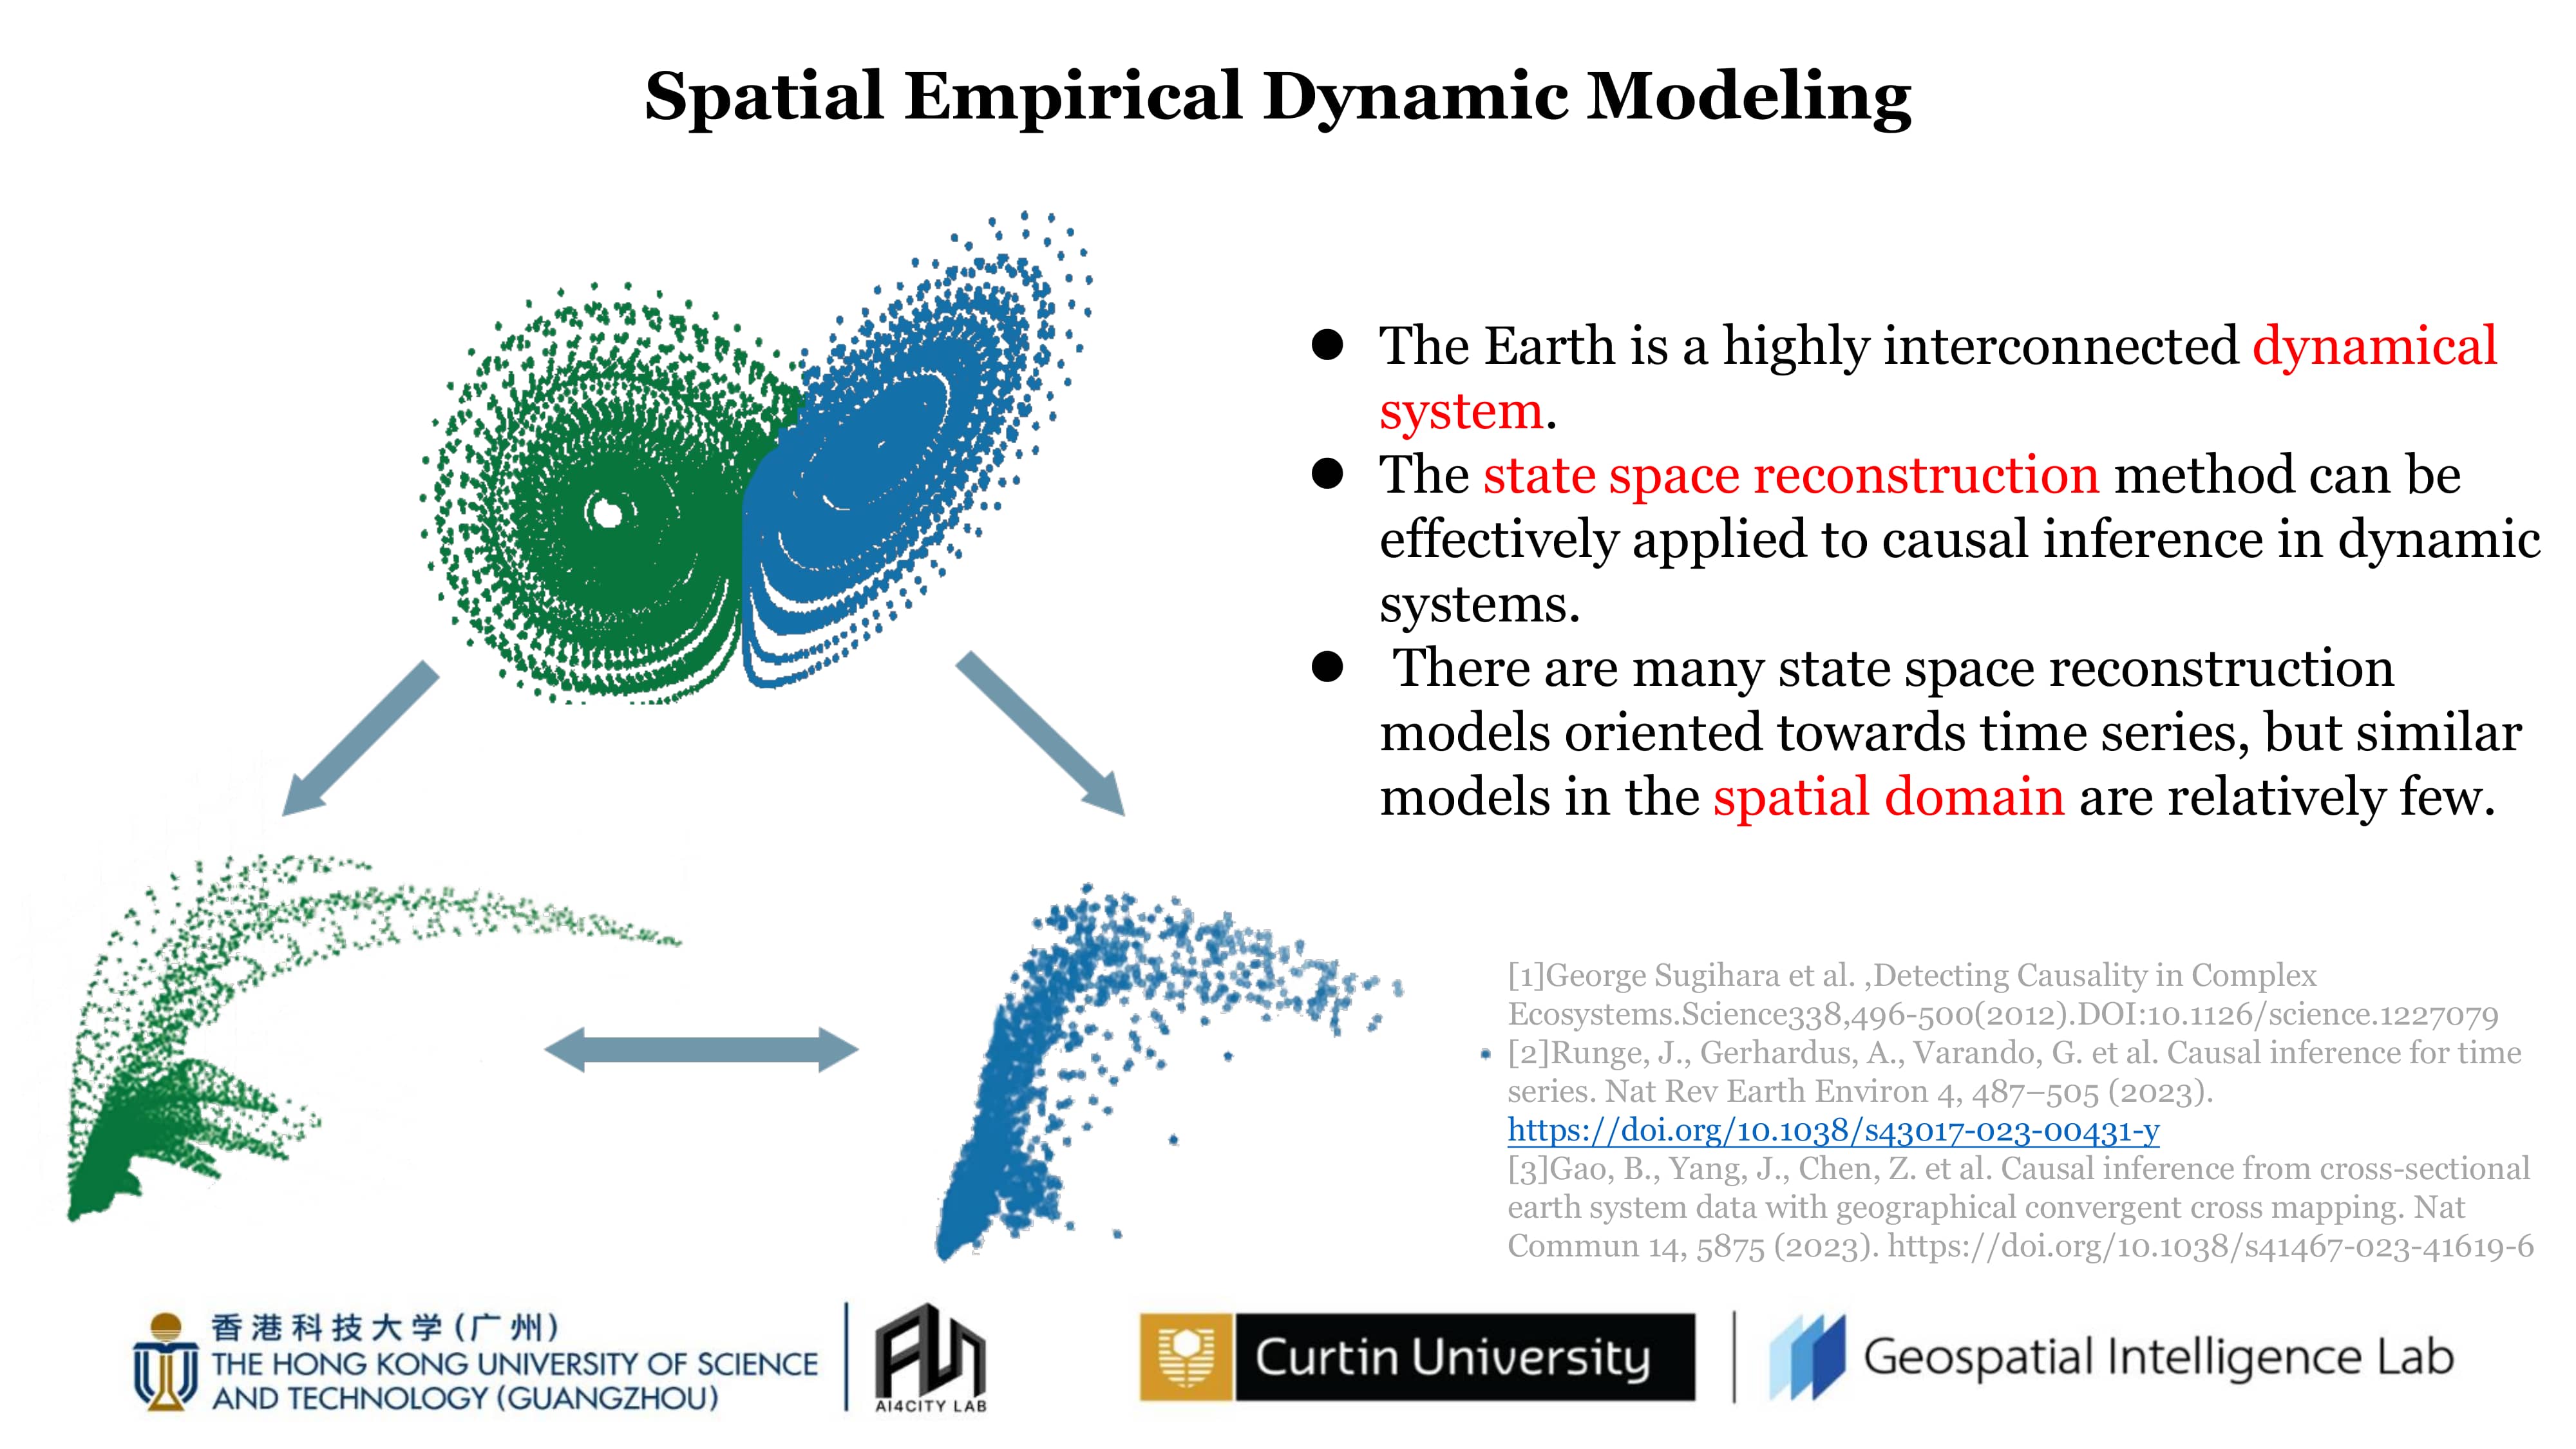 Spatial Empirical Dynamic Modeling
● The Earth is a highly interconnected dynamical
system.
● The state space reconstruction method can be
effectively applied to causal inference in dynamic
systems.
● There are many state space reconstruction
models oriented towards time series, but similar
models in the spatial domain are relatively few.
[1]George Sugihara et al. ,Detecting Causality in Complex
Ecosystems.Science338,496-500(2012).DOI:10.1126/science.1227079
[2]Runge, J., Gerhardus, A., Varando, G. et al. Causal inference for time
series. Nat Rev Earth Environ 4, 487–505 (2023).
https://doi.org/10.1038/s43017-023-00431-y
[3]Gao, B., Yang, J., Chen, Z. et al. Causal inference from cross-sectional
earth system data with geographical convergent cross mapping. Nat
Commun 14, 5875 (2023). https://doi.org/10.1038/s41467-023-41619-6
香港科技大学(广州)
THE HONG KONG UNIVERSITY OF SCIENCE
AND TECHNOLOGY (GUANGZHOU)
AI4CITY LAB
Curtin University
Geospatial Intelligence Lab